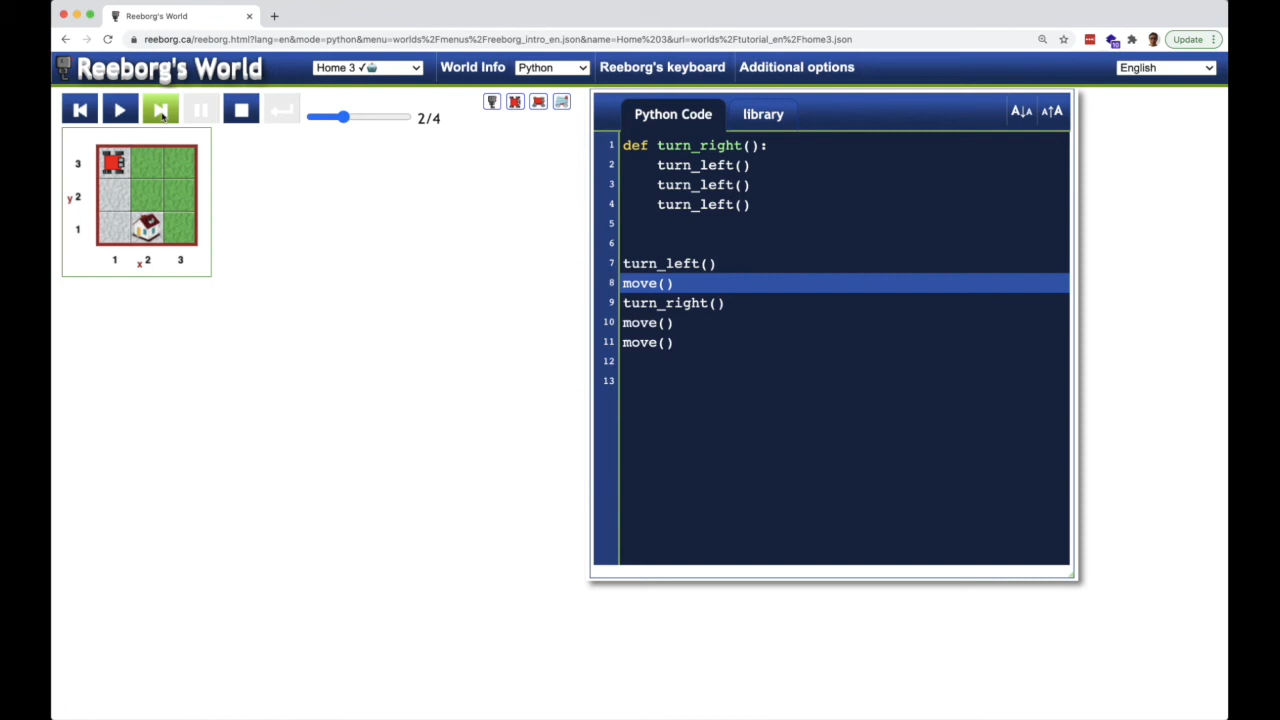 Reeborg's World
reeborg.ca/reeborg.html?lang=en&mode=python&menu=worlds%2Fmenus%2Freeborg_intro_en.json&name=Home%203&url=worlds%2Ftutorial_en%2Fhome3.json
10
Update
Reeborg's World
Home 3 √
World Info
Python
Reeborg's keyboard
Additional options
English
2/4
Python Code
library
A↓A
A↑A
3
y 2
1
1 x 2 3
1 def turn_right():
2     turn_left()
3     turn_left()
4     turn_left()
5
6
7 turn_left()
8 move()
9 turn_right()
10 move()
11 move()
12
13